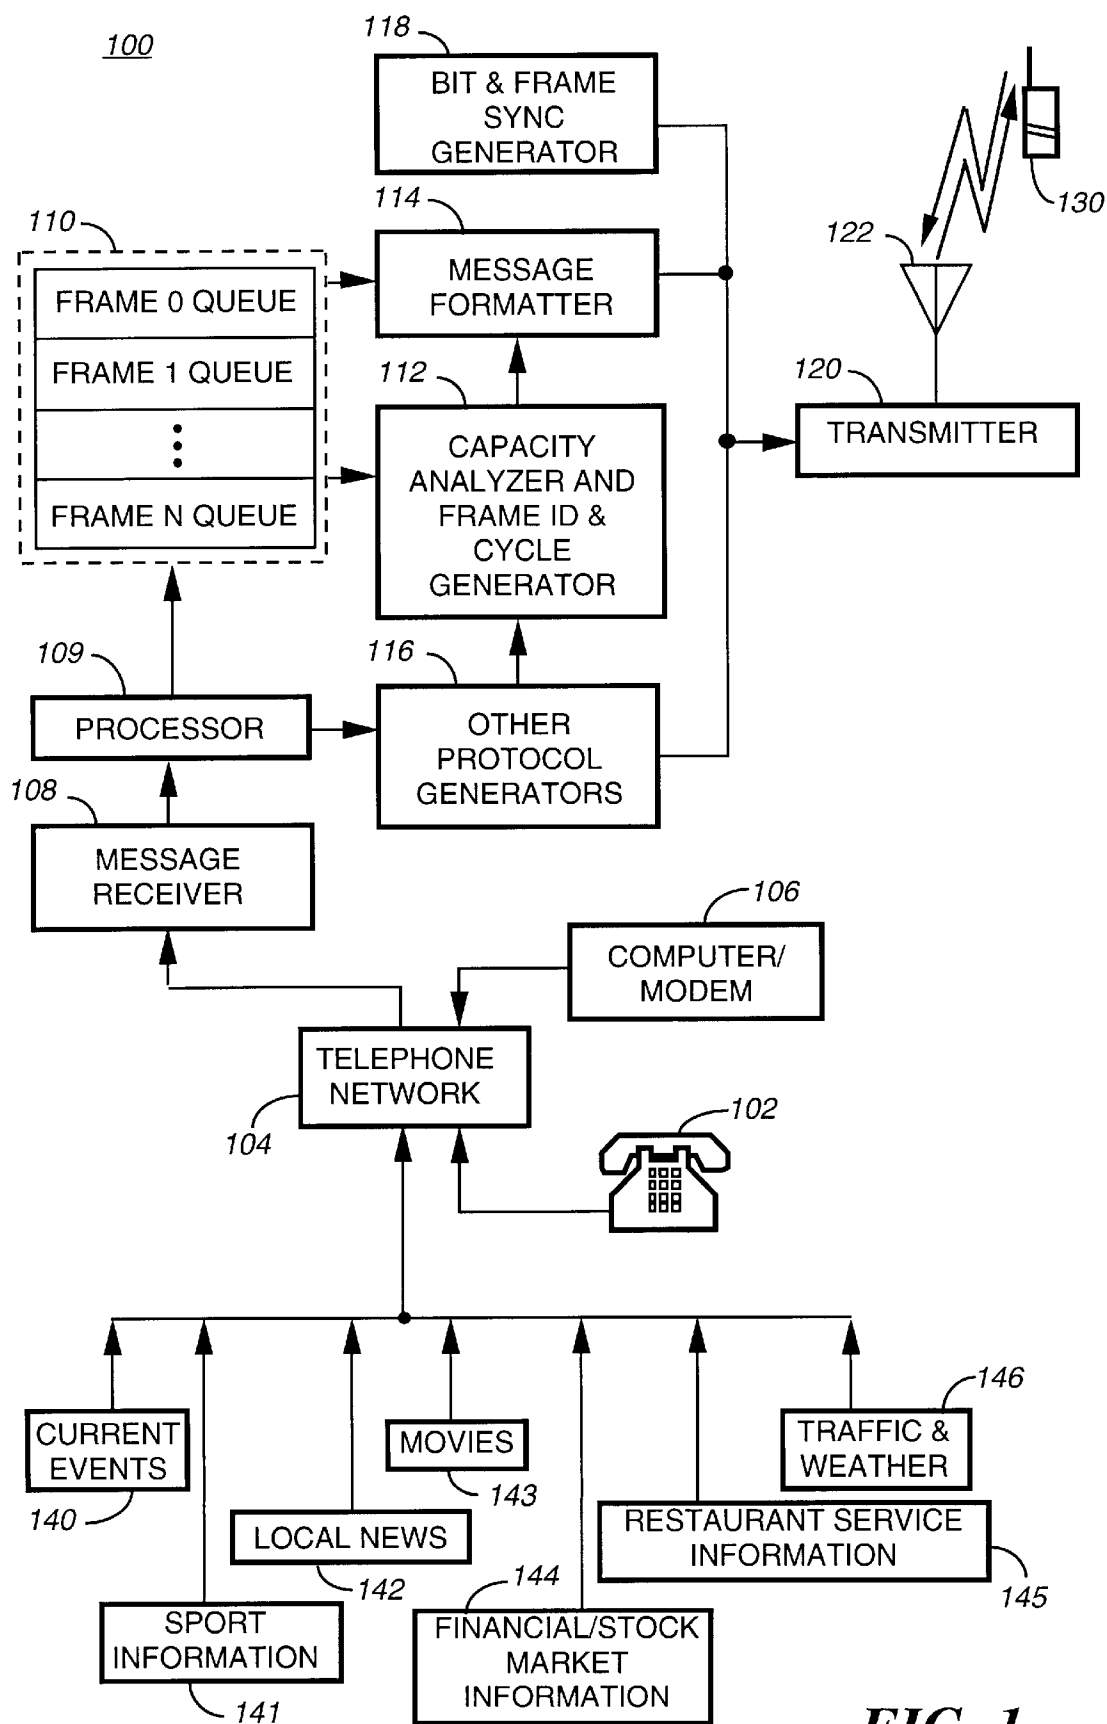 100
118
BIT & FRAME
SYNC
GENERATOR
114
MESSAGE
FORMATTER
110
FRAME 0 QUEUE
FRAME 1 QUEUE
FRAME N QUEUE
112
CAPACITY
ANALYZER AND
FRAME ID &
CYCLE
GENERATOR
130
122
120
TRANSMITTER
109
PROCESSOR
116
OTHER
PROTOCOL
GENERATORS
108
MESSAGE
RECEIVER
106
COMPUTER/
MODEM
TELEPHONE
NETWORK
104
102
CURRENT
EVENTS
140
MOVIES
143
146
TRAFFIC &
WEATHER
LOCAL NEWS
142
RESTAURANT SERVICE
INFORMATION
145
SPORT
INFORMATION
141
144
FINANCIAL/STOCK
MARKET
INFORMATION
FIG. 1